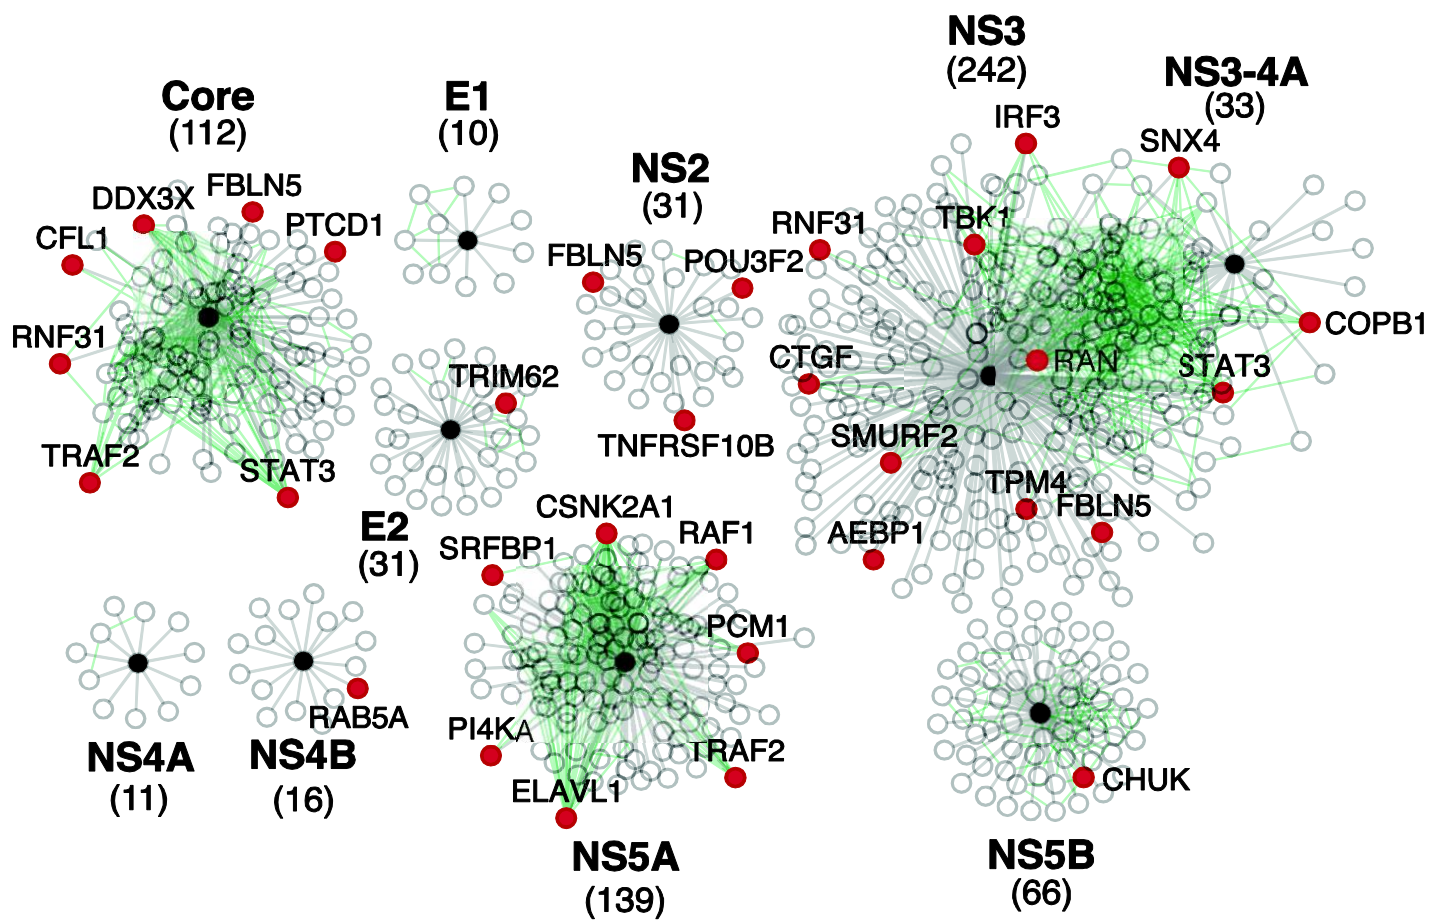 Core
(112)
DDX3X
FBLN5
PTCD1
CFL1
RNF31
TRAF2
STAT3
E1
(10)
NS2
(31)
FBLN5
POU3F2
TNFRSF10B
TRIM62
E2
(31)
NS3
(242)
NS3-4A
(33)
IRF3
SNX4
RNF31
TBK1
COPB1
CTGF
RAN
STAT3
SMURF2
TPM4
FBLN5
AEBP1
NS4A
(11)
RAB5A
NS4B
(16)
CSNK2A1
SRFBP1
RAF1
PCM1
PI4KA
TRAF2
ELAVL1
NS5A
(139)
CHUK
NS5B
(66)